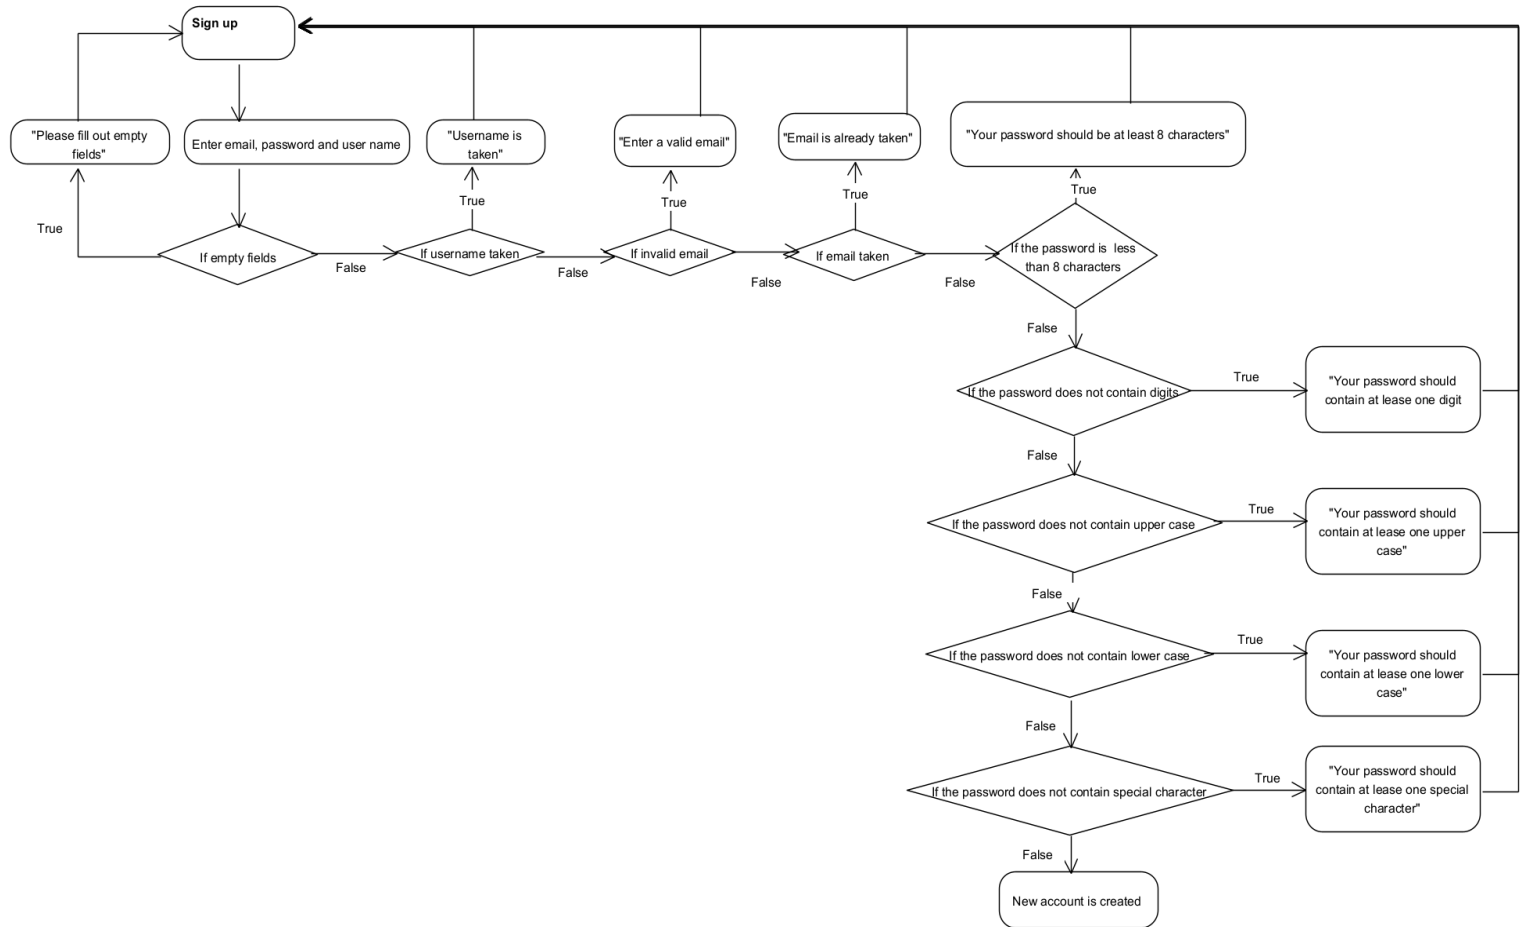 Sign up
"Please fill out empty
fields"
Enter email, password and user name
"Username is
taken"
"Enter a valid email"
"Email is already taken"
"Your password should be at least 8 characters"
True
True
True
True
True
If empty fields
False
If username taken
False
If invalid email
False
If email taken
False
If the password is less
than 8 characters
False
If the password does not contain digits
True
"Your password should
contain at lease one digit
False
If the password does not contain upper case
True
"Your password should
contain at lease one upper
case"
False
If the password does not contain lower case
True
"Your password should
contain at lease one lower
case"
False
If the password does not contain special character
True
"Your password should
contain at lease one special
character"
False
New account is created